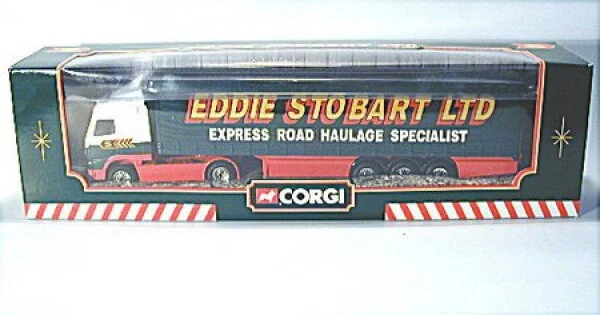 EDDIE STOBART LTD
EXPRESS ROAD HAULAGE SPECIALIST
CORGI